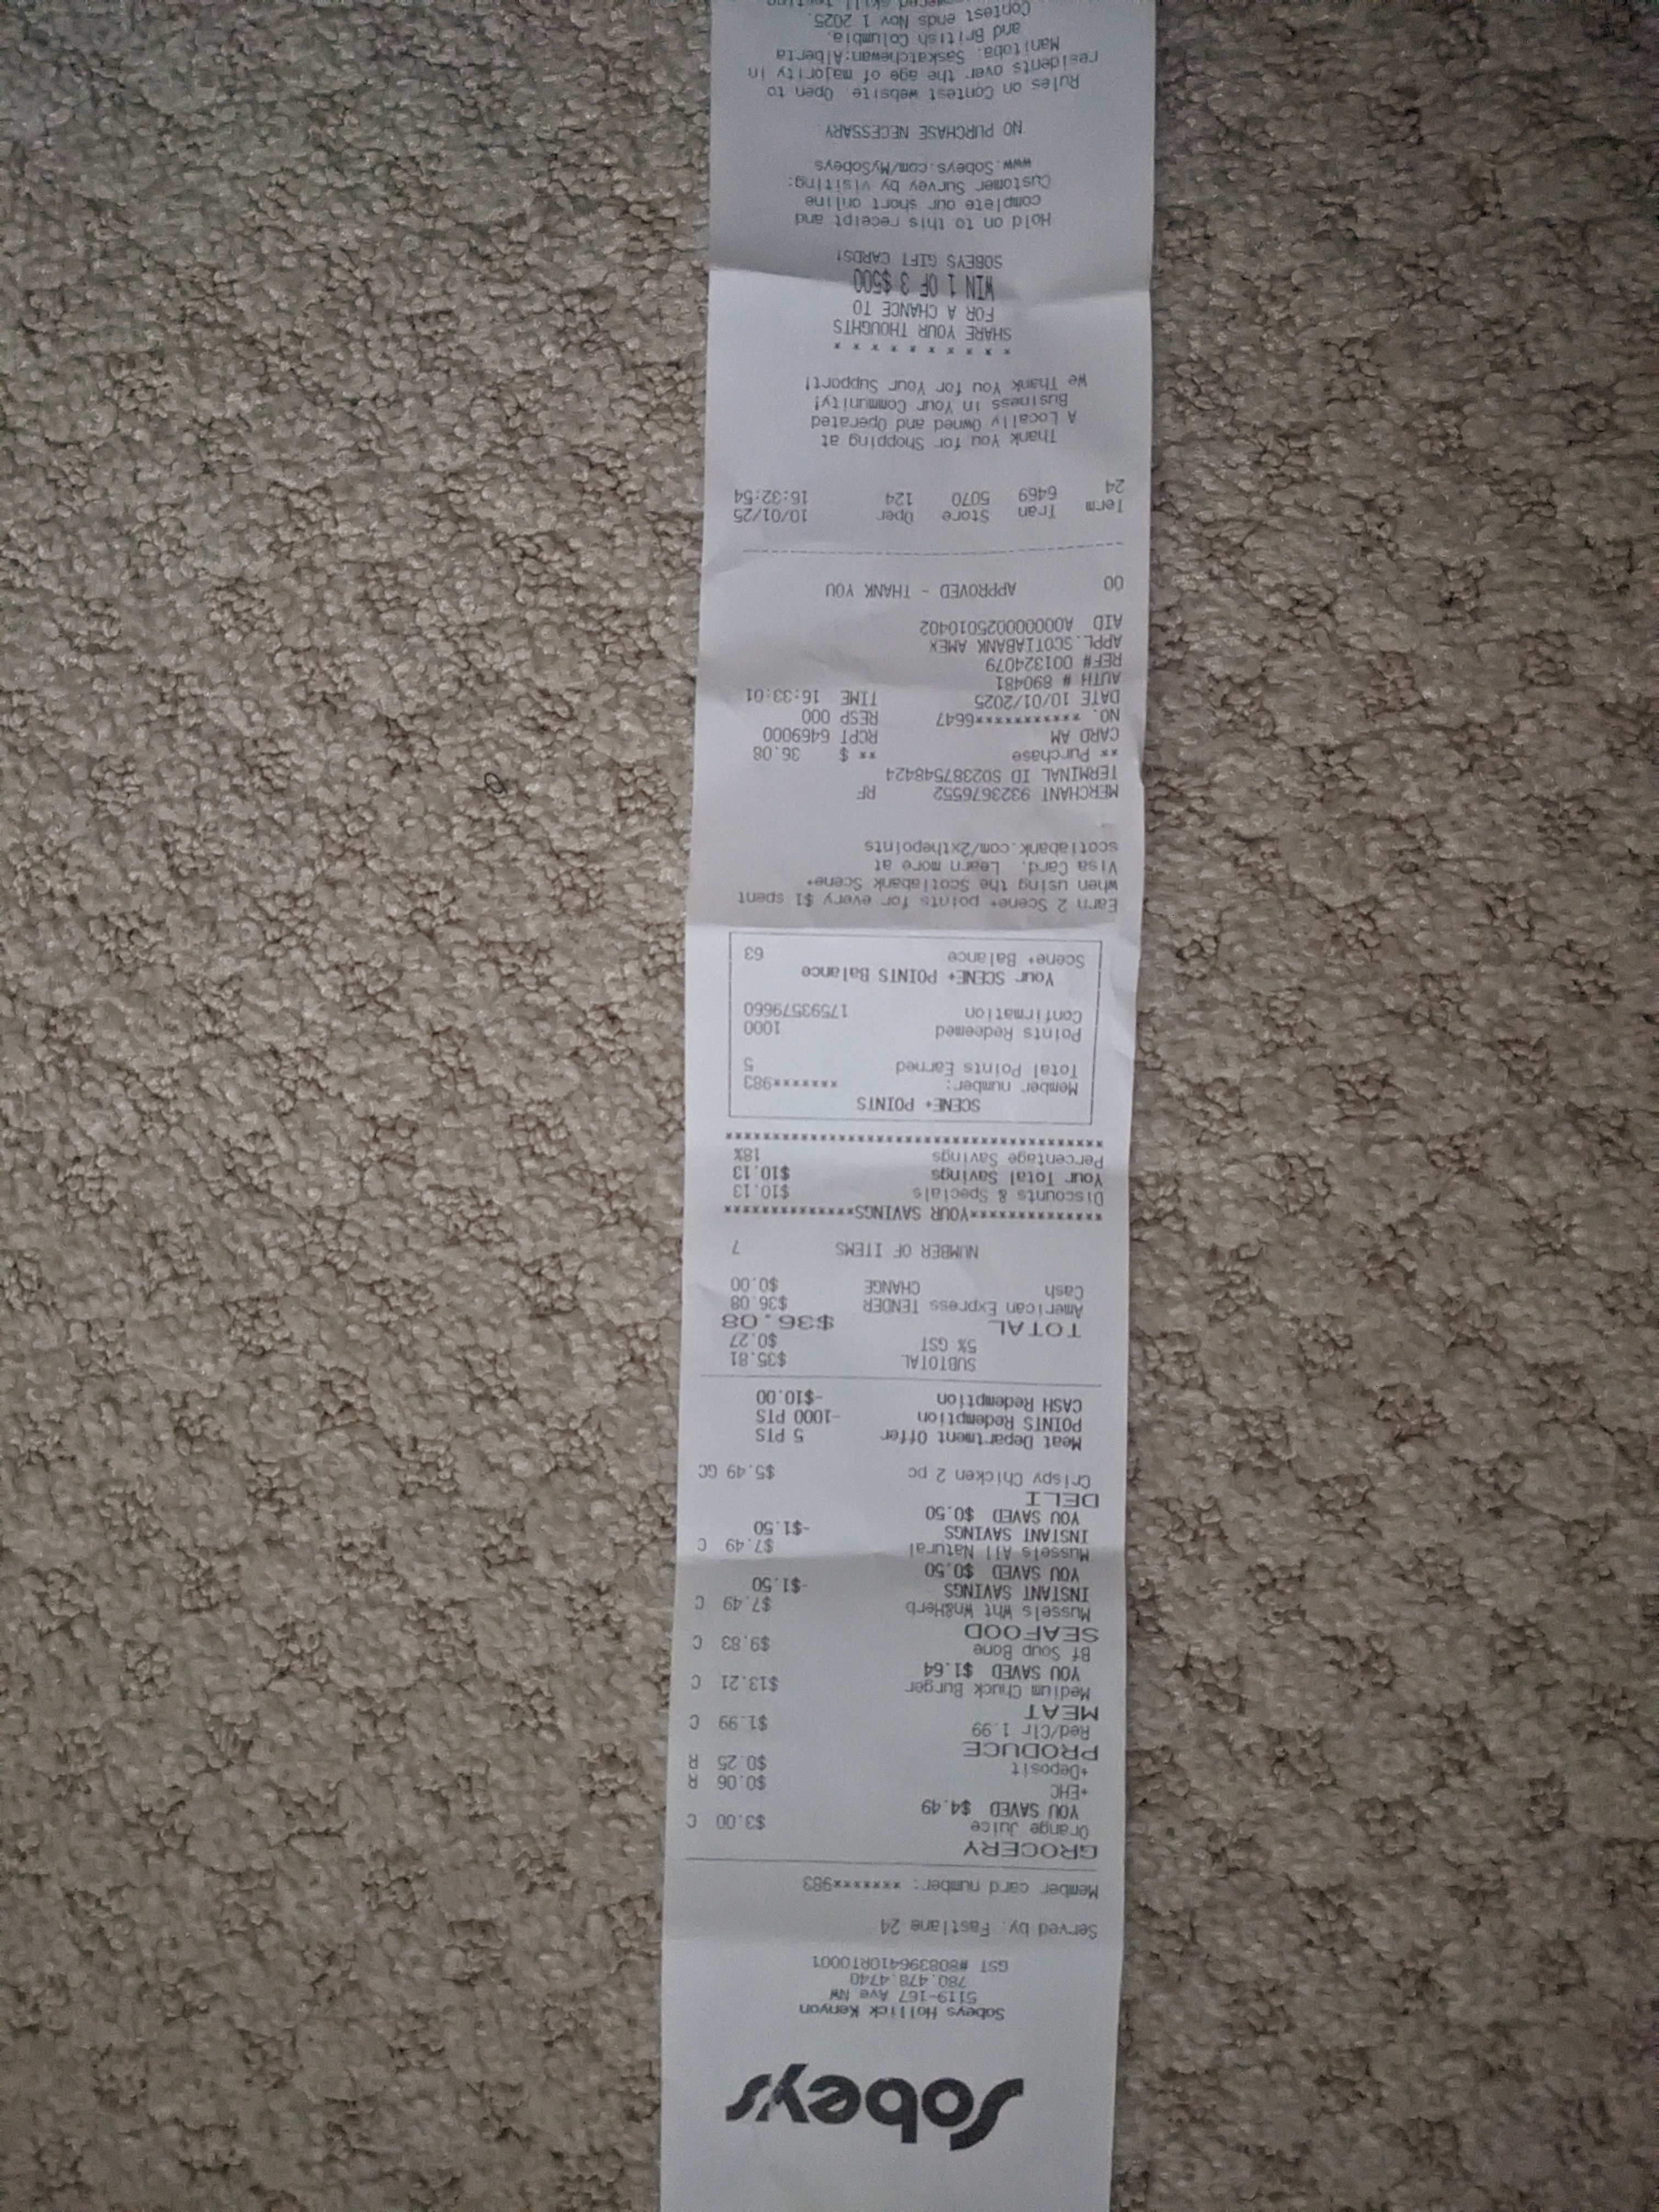 Sobeys
Sobeys Hollick Kenyon
5119-167 Ave NW
780.478.4740
GST #808396410RT0001
Served by: Fastlane 24
Member card number: *******983
GROCERY
Orange Juice $3.00 C
YOU SAVED $4.49
+EHC $0.06 R
+Deposit $0.25 R
PRODUCE
Red/Clr 1.99 $1.99 C
MEAT
Medium Chuck Burger $13.21 C
YOU SAVED $1.64
Bf Soup Bone $9.83 C
SEAFOOD
Mussels Wht Wn&Herb $7.49 C
INSTANT SAVINGS -$1.50
YOU SAVED $0.50
Mussels All Natural $7.49 C
INSTANT SAVINGS -$1.50
YOU SAVED $0.50
DELI
Crispy Chicken 2 pc $5.49 GC
Meat Department Offer 5 PTS
POINTS Redemption -1000 PTS
CASH Redemption -$10.00
SUBTOTAL $35.81
5% GST $0.27
TOTAL $36.08
American Express TENDER $36.08
Cash CHANGE $0.00
NUMBER OF ITEMS 7
***************YOUR SAVINGS***************
Discounts & Specials $10.13
Your Total Savings $10.13
Percentage Savings 18%
******************************************
SCENE+ POINTS
Member number: *******983
Total Points Earned 5
Points Redeemed 1000
Confirmation 17593579660
Your SCENE+ POINTS Balance
Scene+ Balance 63
Earn 2 Scene+ points for every $1 spent
when using the Scotiabank Scene+
Visa Card. Learn more at
scotiabank.com/2xthepoints
MERCHANT 9323676552 RF
TERMINAL ID S02387548424
** Purchase ** $ 36.08
CARD AM RCPT 6469000
NO. ************6647 RESP 000
DATE 10/01/2025 TIME 16:33:01
AUTH # 890481
REF# 001324079
APPL. SCOTIABANK AMEX
AID A000000025010402
00 APPROVED - THANK YOU
Term Tran Store Oper 10/01/25
24 6469 5070 124 16:32:54
Thank You for Shopping at
A Locally Owned and Operated
Business in Your Community!
We Thank You for Your Support!
* * * * * * * * * *
SHARE YOUR THOUGHTS
FOR A CHANCE TO
WIN 1 OF 3 $500
SOBEYS GIFT CARDS!
Hold on to this receipt and
complete our short online
Customer Survey by visiting:
www.Sobeys.com/MySobeys
NO PURCHASE NECESSARY.
Rules on Contest website. Open to
residents over the age of majority in
Manitoba, Saskatchewan;Alberta
and British Columbia.
Contest ends Nov 1 2025.
skill testing